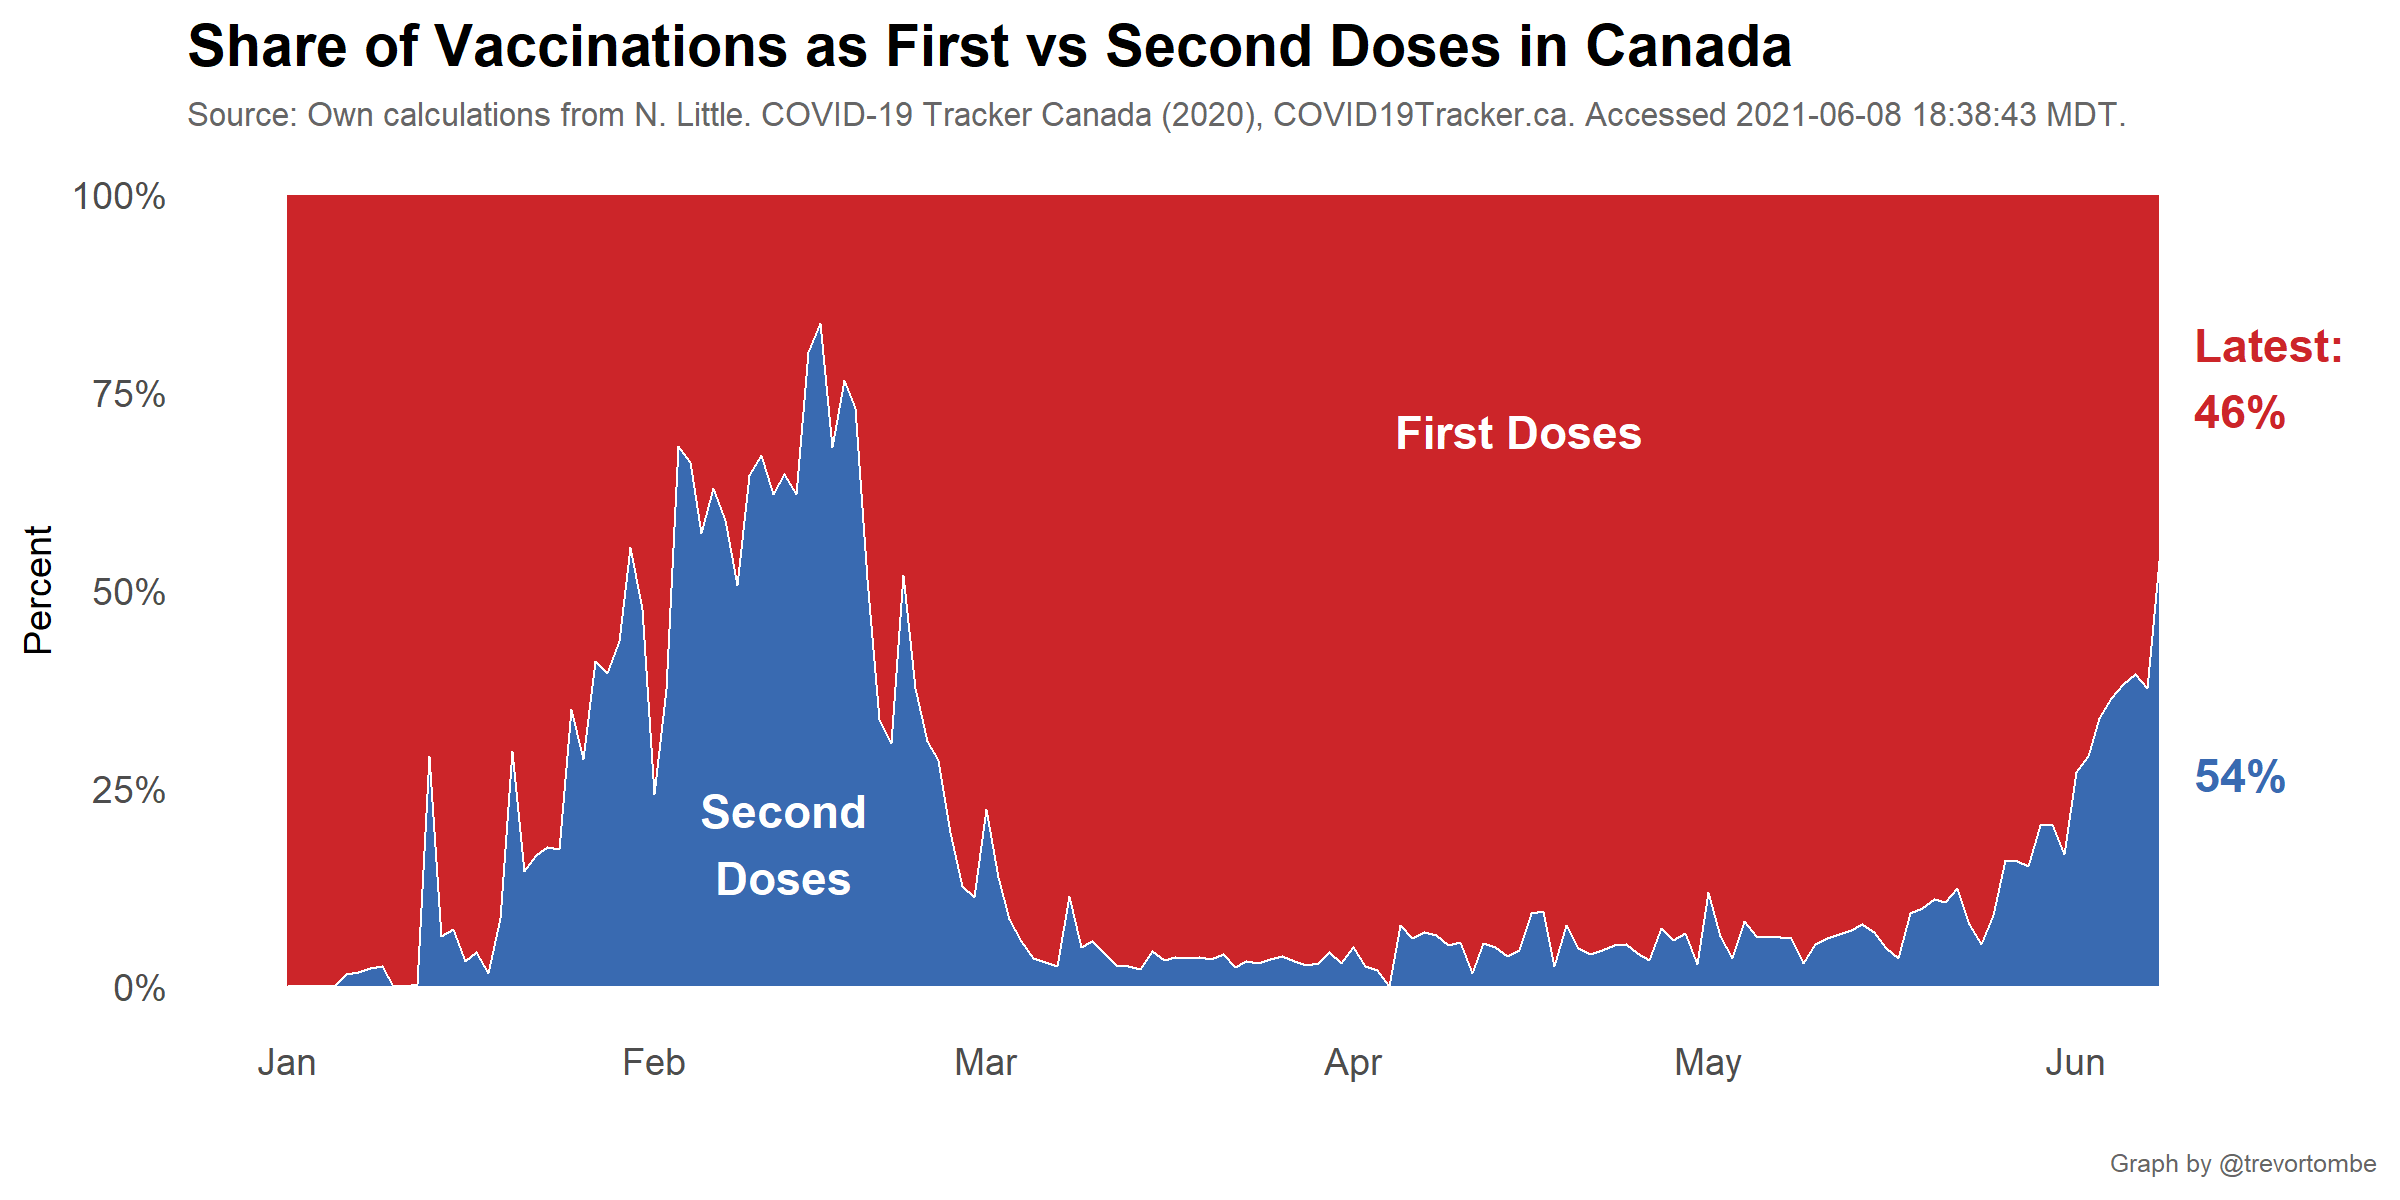 Share of Vaccinations as First vs Second Doses in Canada
Source: Own calculations from N. Little. COVID-19 Tracker Canada (2020), COVID19Tracker.ca. Accessed 2021-06-08 18:38:43 MDT.
100%
75%
50%
25%
0%
Percent
First Doses
Second
Doses
Latest:
46%
54%
Jan
Feb
Mar
Apr
May
Jun
Graph by @trevortombe